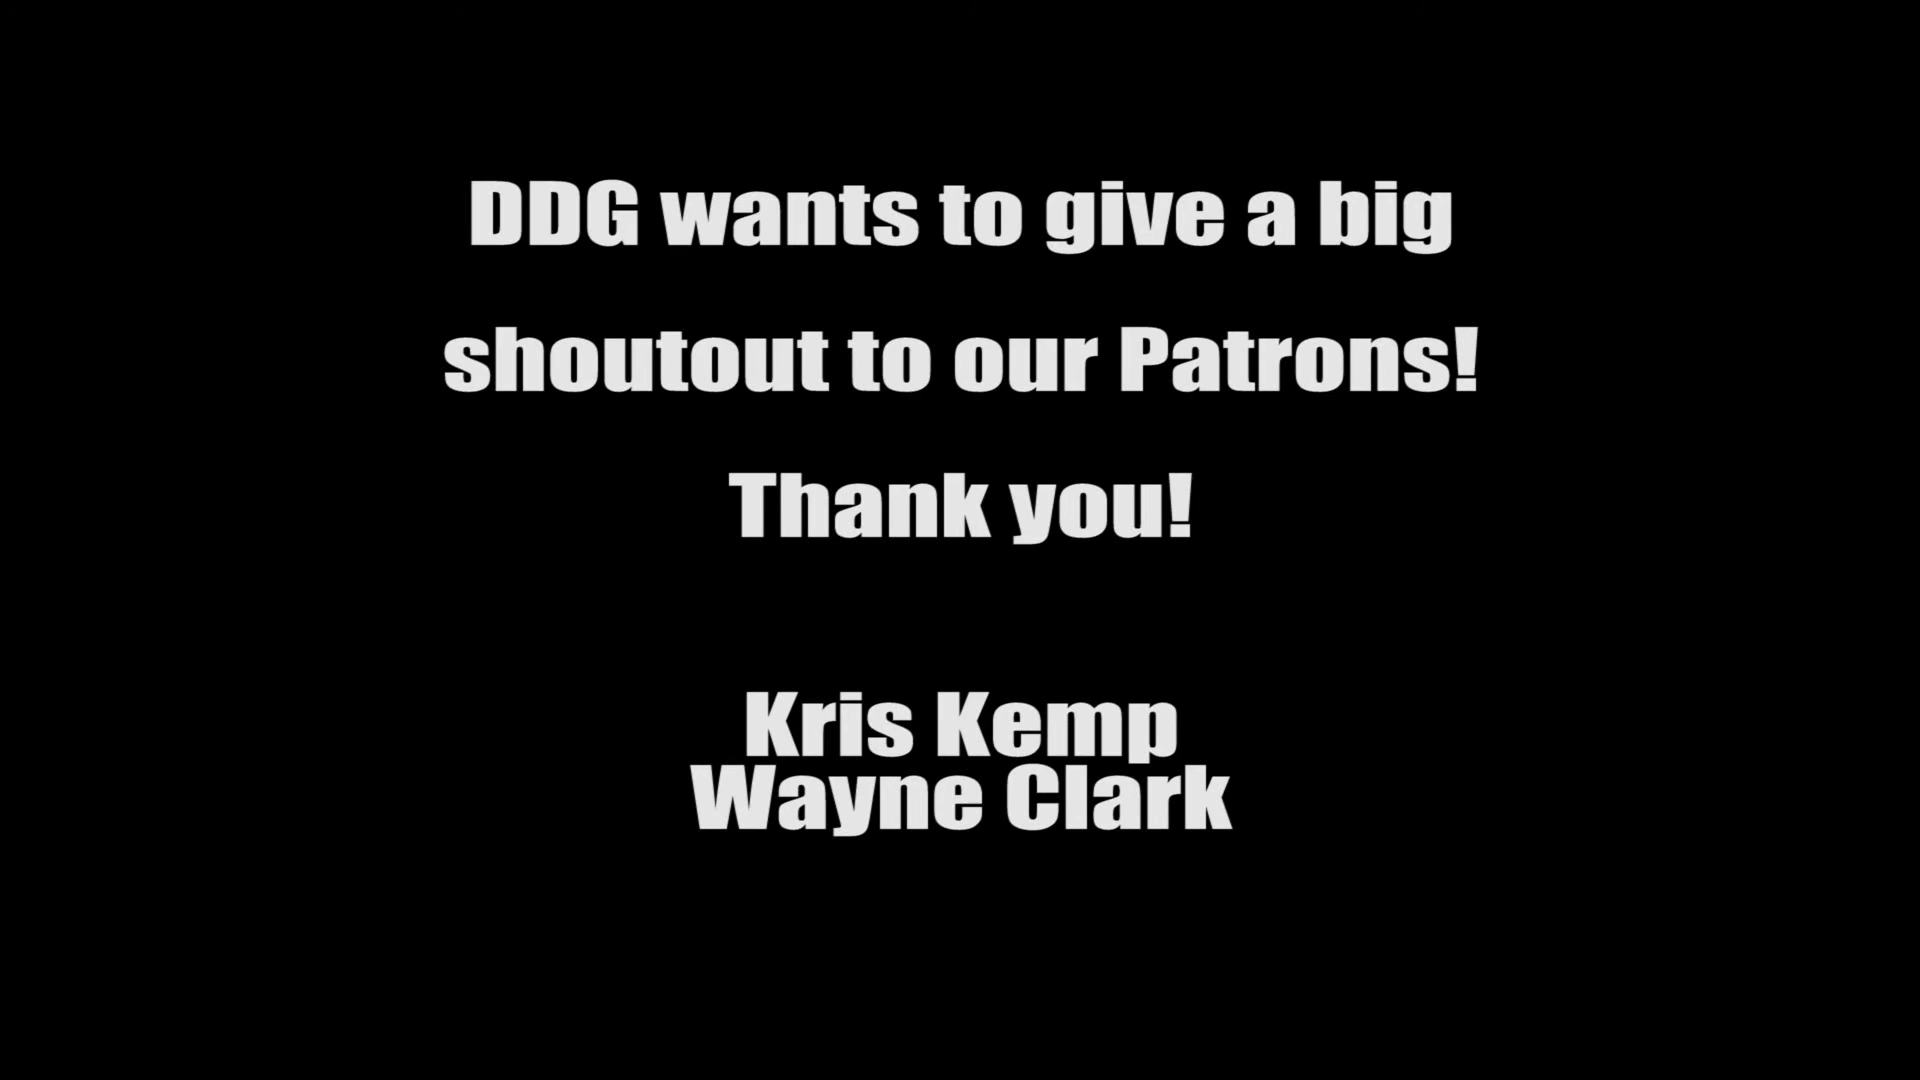 DDG wants to give a big
shoutout to our Patrons!
Thank you!
Kris Kemp
Wayne Clark